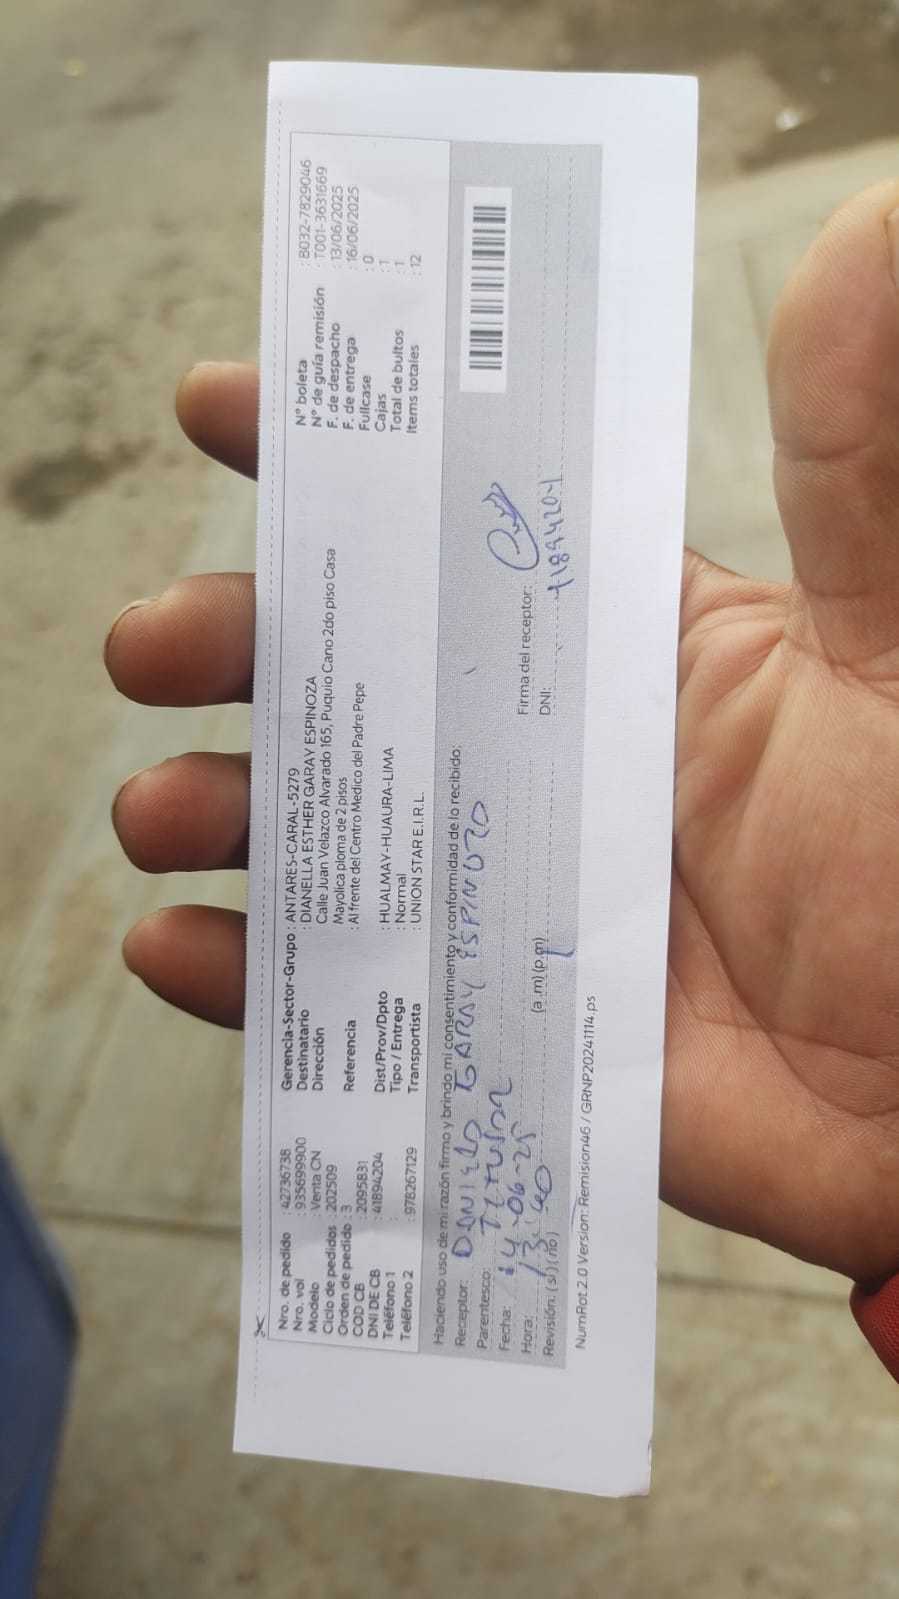 Nro. de pedido : 42736738
Nro. vol : 935699900
Modelo : Venta CN
Ciclo de pedidos : 202509
Orden de pedido : 3
COD CB : 2095831
DNI DE CB : 41894204
Teléfono 1 :
Teléfono 2 : 978267129
Gerencia-Sector-Grupo : ANTARES-CARAL-5279
Destinatario : DIANELLA ESTHER GARAY ESPINOZA
Dirección Calle Juan Velazco Alvarado 165, Puquio Cano 2do piso Casa
Mayolica ploma de 2 pisos
Referencia : Al frente del Centro Medico del Padre Pepe
Dist/Prov/Dpto : HUALMAY-HUAURA-LIMA
Tipo / Entrega : Normal
Transportista : UNION STAR E.I.R.L.
N° boleta : B032-7829046
N° de guía remisión : T001-3631669
F. de despacho : 13/06/2025
F. de entrega : 16/06/2025
Fullcase : 0
Cajas : 1
Total de bultos : 1
Items totales : 12
Haciendo uso de mi razón firmo y brindo mi consentimiento y conformidad de lo recibido:
Receptor: GARAY ESPINOZO
Parentesco: TITULAR
Fecha: 14-06-25
Hora: 13:40 (a.m) (p.m)
Revisión: (si) (no)
Firma del receptor:
DNI: 41894204
NumRot 2.0 Version: Remision46 / GRNP20241114.ps